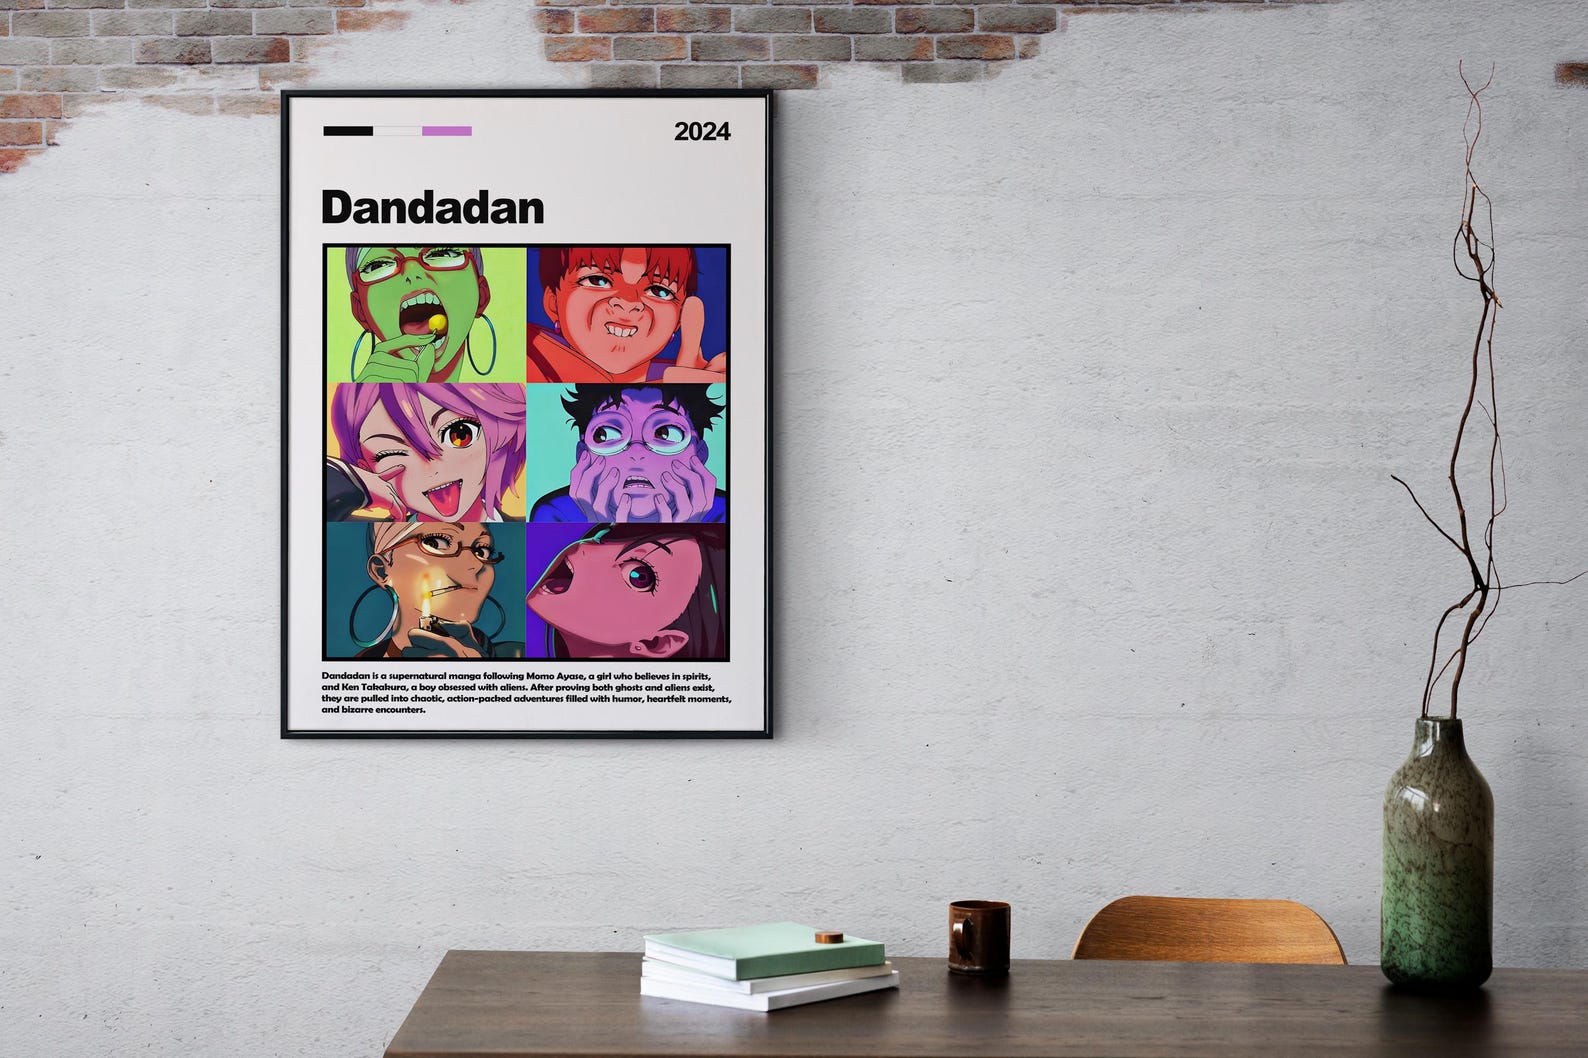 2024
Dandadan
Dandadan is a supernatural manga following Momo Ayase, a girl who believes in spirits,
and Ken Takakura, a boy obsessed with aliens. After proving both ghosts and aliens exist,
they are pulled into chaotic, action-packed adventures filled with humor, heartfelt moments,
and bizarre encounters.